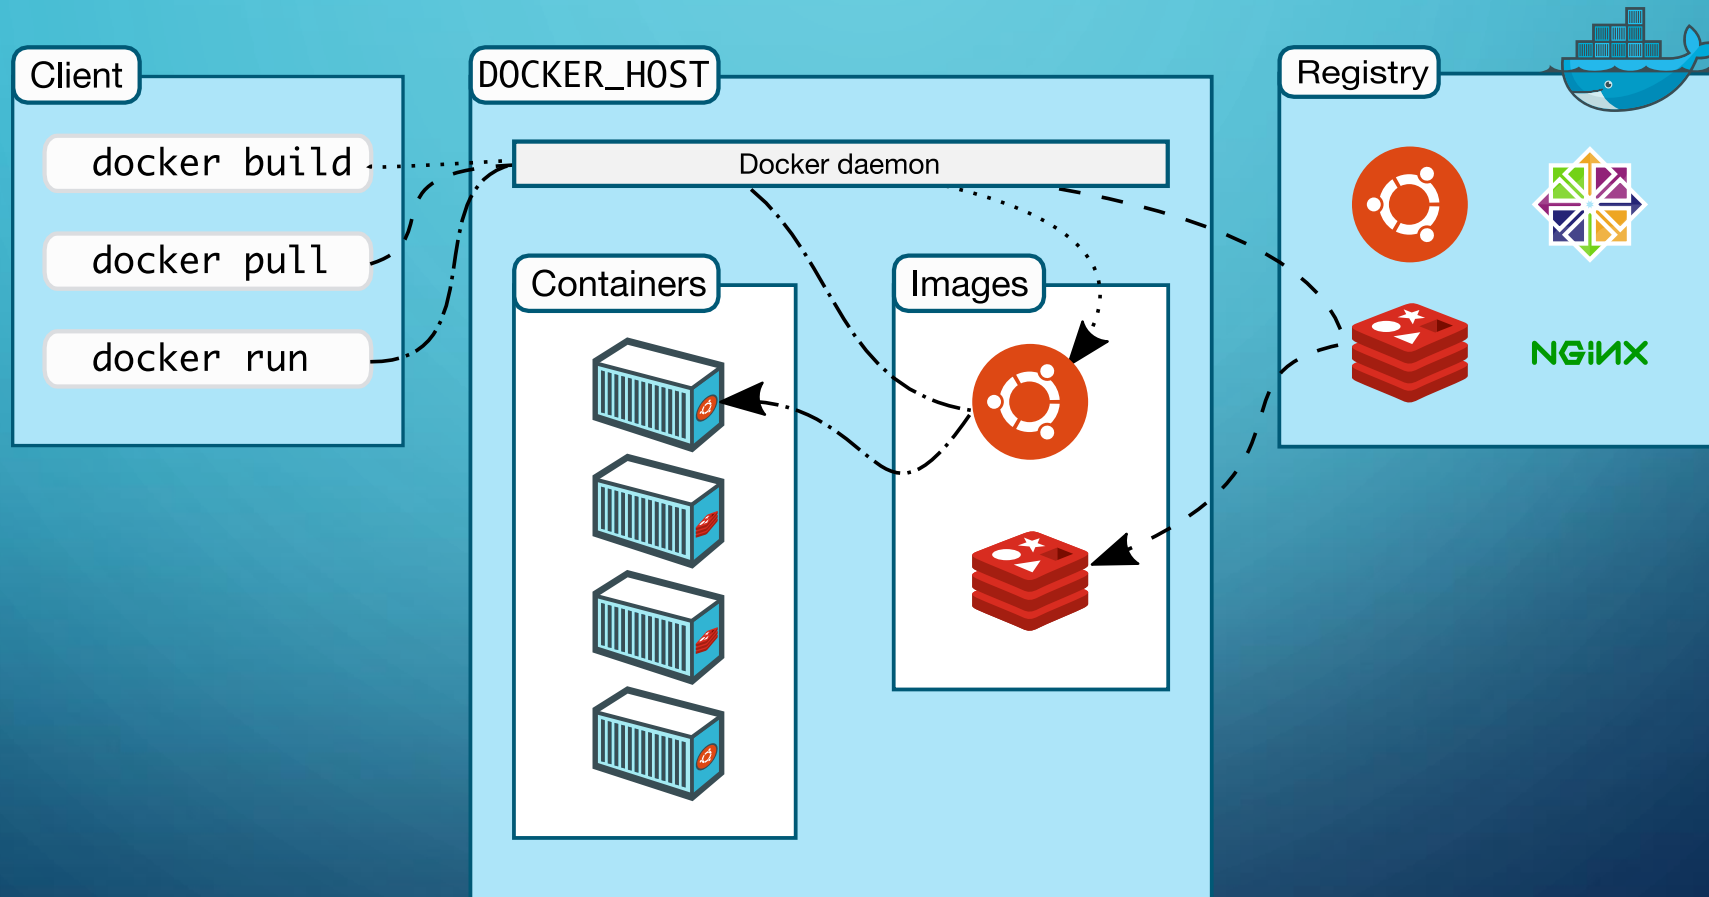 Client
docker build
docker pull
docker run
DOCKER_HOST
Docker daemon
Containers
Images
Registry
NGiNX